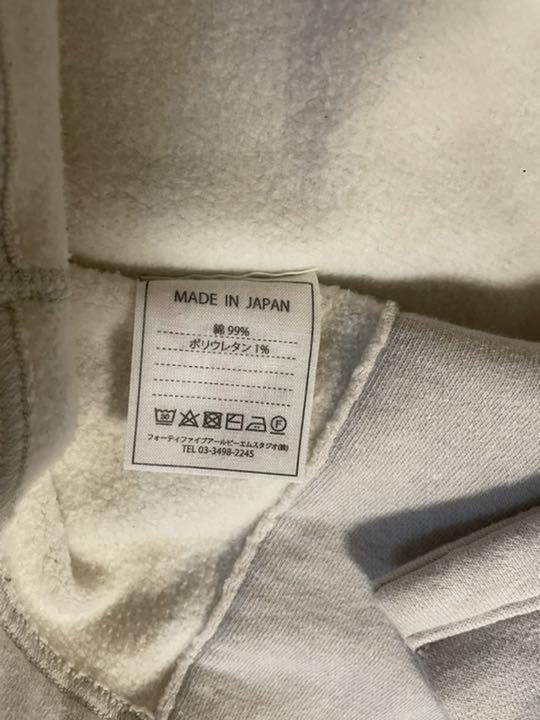 MADE IN JAPAN
綿 99%
ポリウレタン 1%
フォーティファイブアールピーエムスタジオ(株)
TEL 03-3498-2245